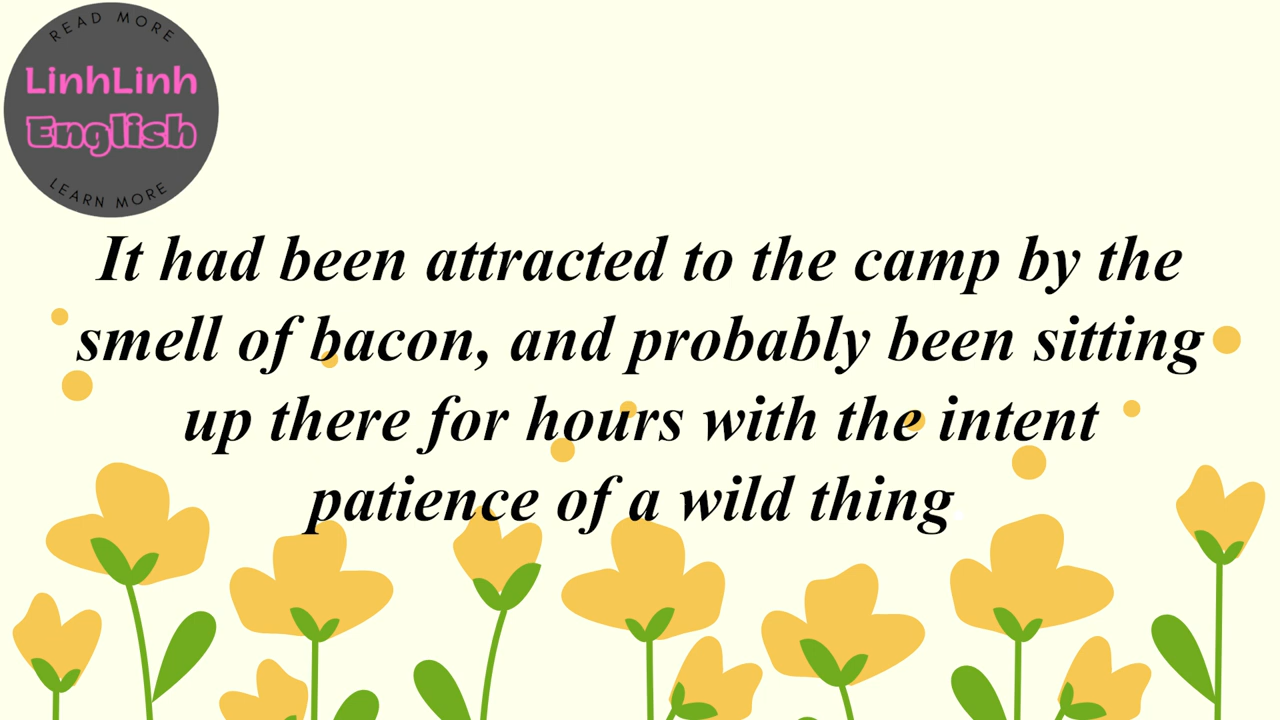 READ MORE
LinhLinh
English
LEARN MORE
It had been attracted to the camp by the
smell of bacon, and probably been sitting
up there for hours with the intent
patience of a wild thing.